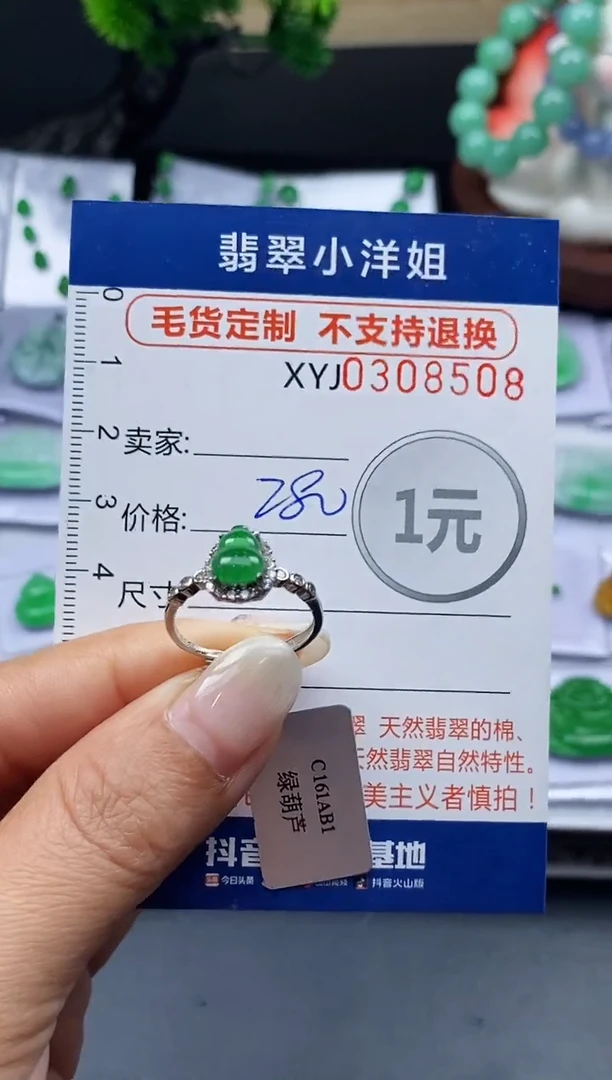 翡翠小洋姐
毛货定制 不支持退换
XYJ0308508
0
1
2
3
4
卖家:
价格: 280
1元
尺寸
翠 天然翡翠的棉、
然翡翠自然特性。
美主义者慎拍！
C161AB1
绿葫芦
抖音 基地
今日头条 抖音火山版